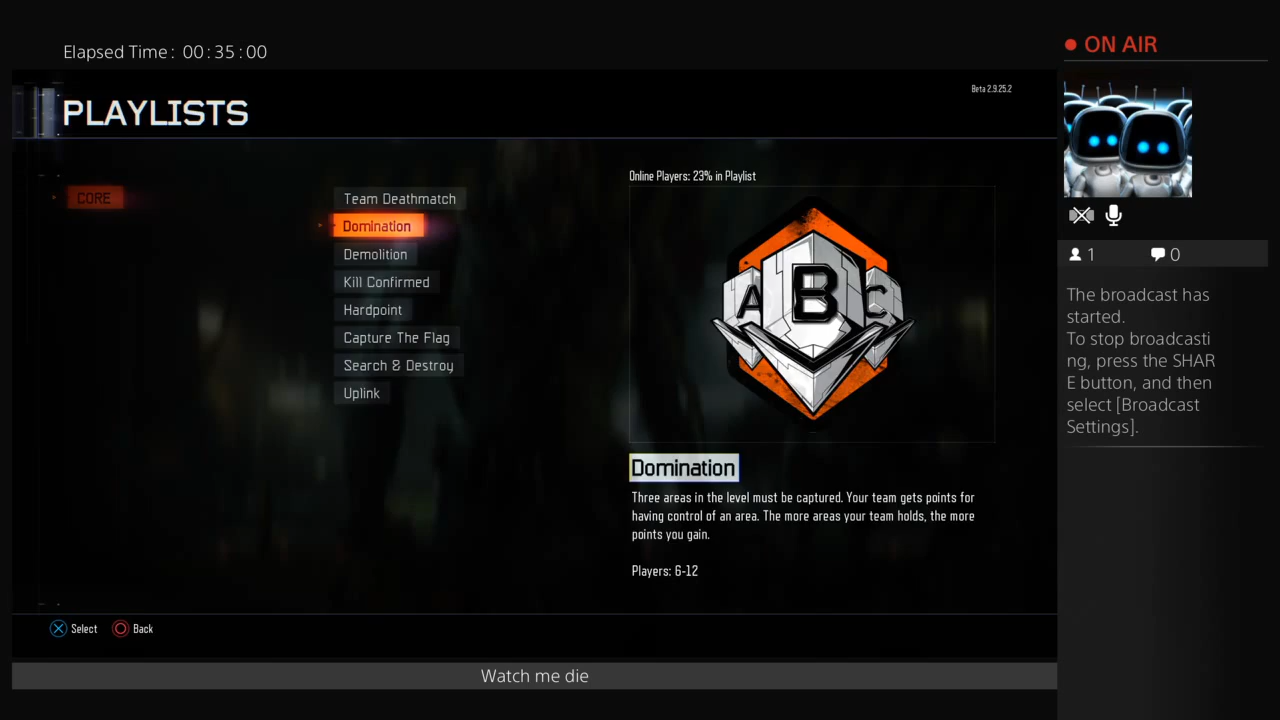 Elapsed Time: 00:35:00
ON AIR
PLAYLISTS
Beta 2.9.25.2
CORE
Team Deathmatch
Domination
Demolition
Kill Confirmed
Hardpoint
Capture The Flag
Search & Destroy
Uplink
Online Players: 23% in Playlist
A B C
Domination
Three areas in the level must be captured. Your team gets points for
having control of an area. The more areas your team holds, the more
points you gain.
Players: 6-12
Select Back
Watch me die
1 0
The broadcast has
started.
To stop broadcasti
ng, press the SHAR
E button, and then
select [Broadcast
Settings].